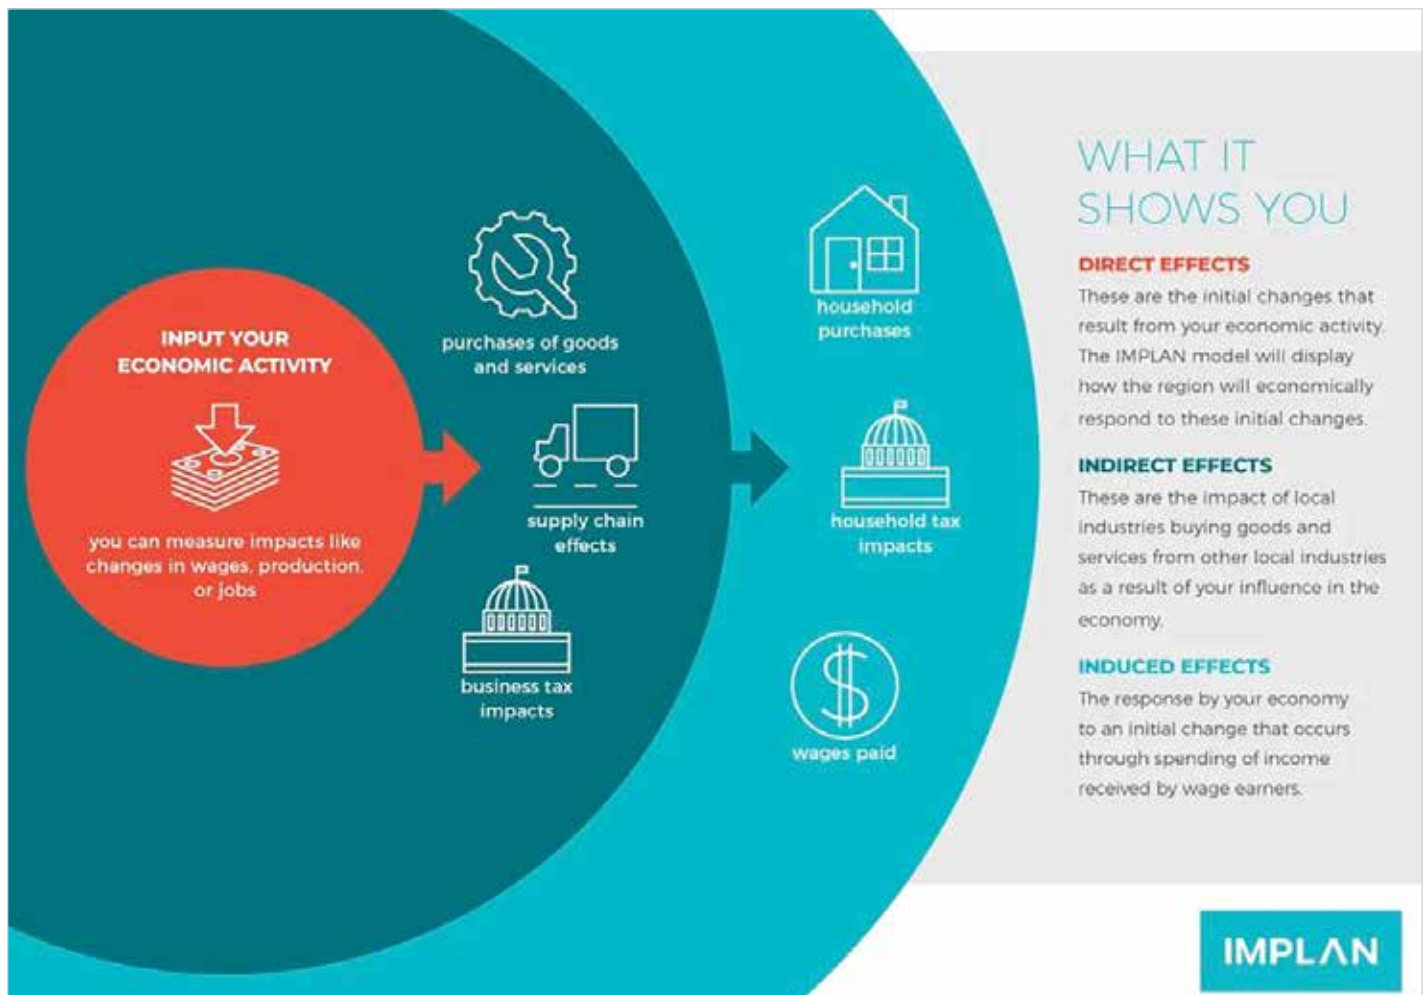 INPUT YOUR
ECONOMIC ACTIVITY
you can measure impacts like
changes in wages, production,
or jobs
purchases of goods
and services
supply chain
effects
business tax
impacts
household
purchases
household tax
impacts
wages paid
WHAT IT
SHOWS YOU
DIRECT EFFECTS
These are the initial changes that
result from your economic activity.
The IMPLAN model will display
how the region will economically
respond to these initial changes.
INDIRECT EFFECTS
These are the impact of local
industries buying goods and
services from other local industries
as a result of your influence in the
economy.
INDUCED EFFECTS
The response by your economy
to an initial change that occurs
through spending of income
received by wage earners.
IMPLAN